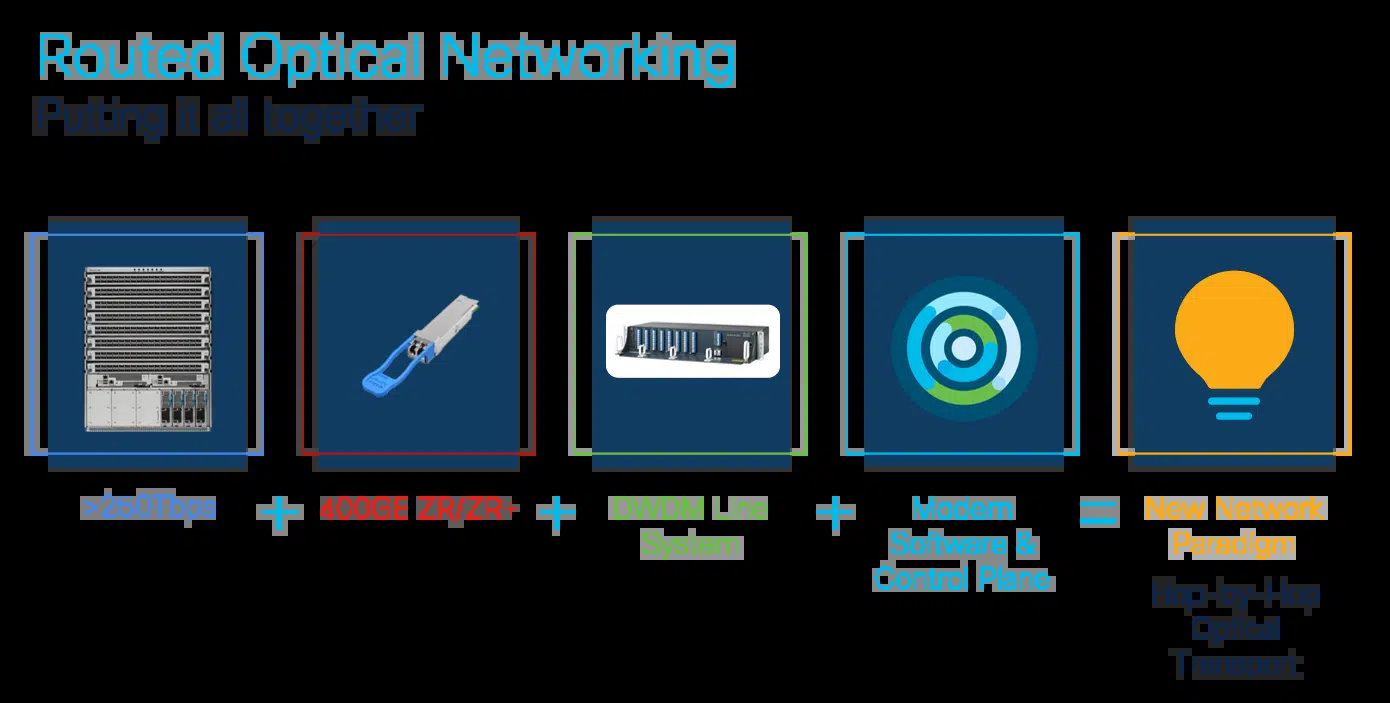 Routed Optical Networking
Putting it all together
>250Tbps
+
400GE ZR/ZR+
+
DWDM Line
System
+
Modern
Software &
Control Plane
=
New Network
Paradigm
Hop-by-Hop
Optical
Transport